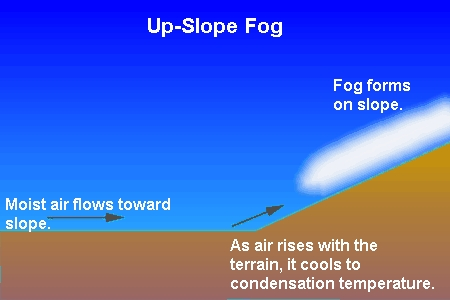 Up-Slope Fog
Fog forms
on slope.
Moist air flows toward
slope.
As air rises with the
terrain, it cools to
condensation temperature.